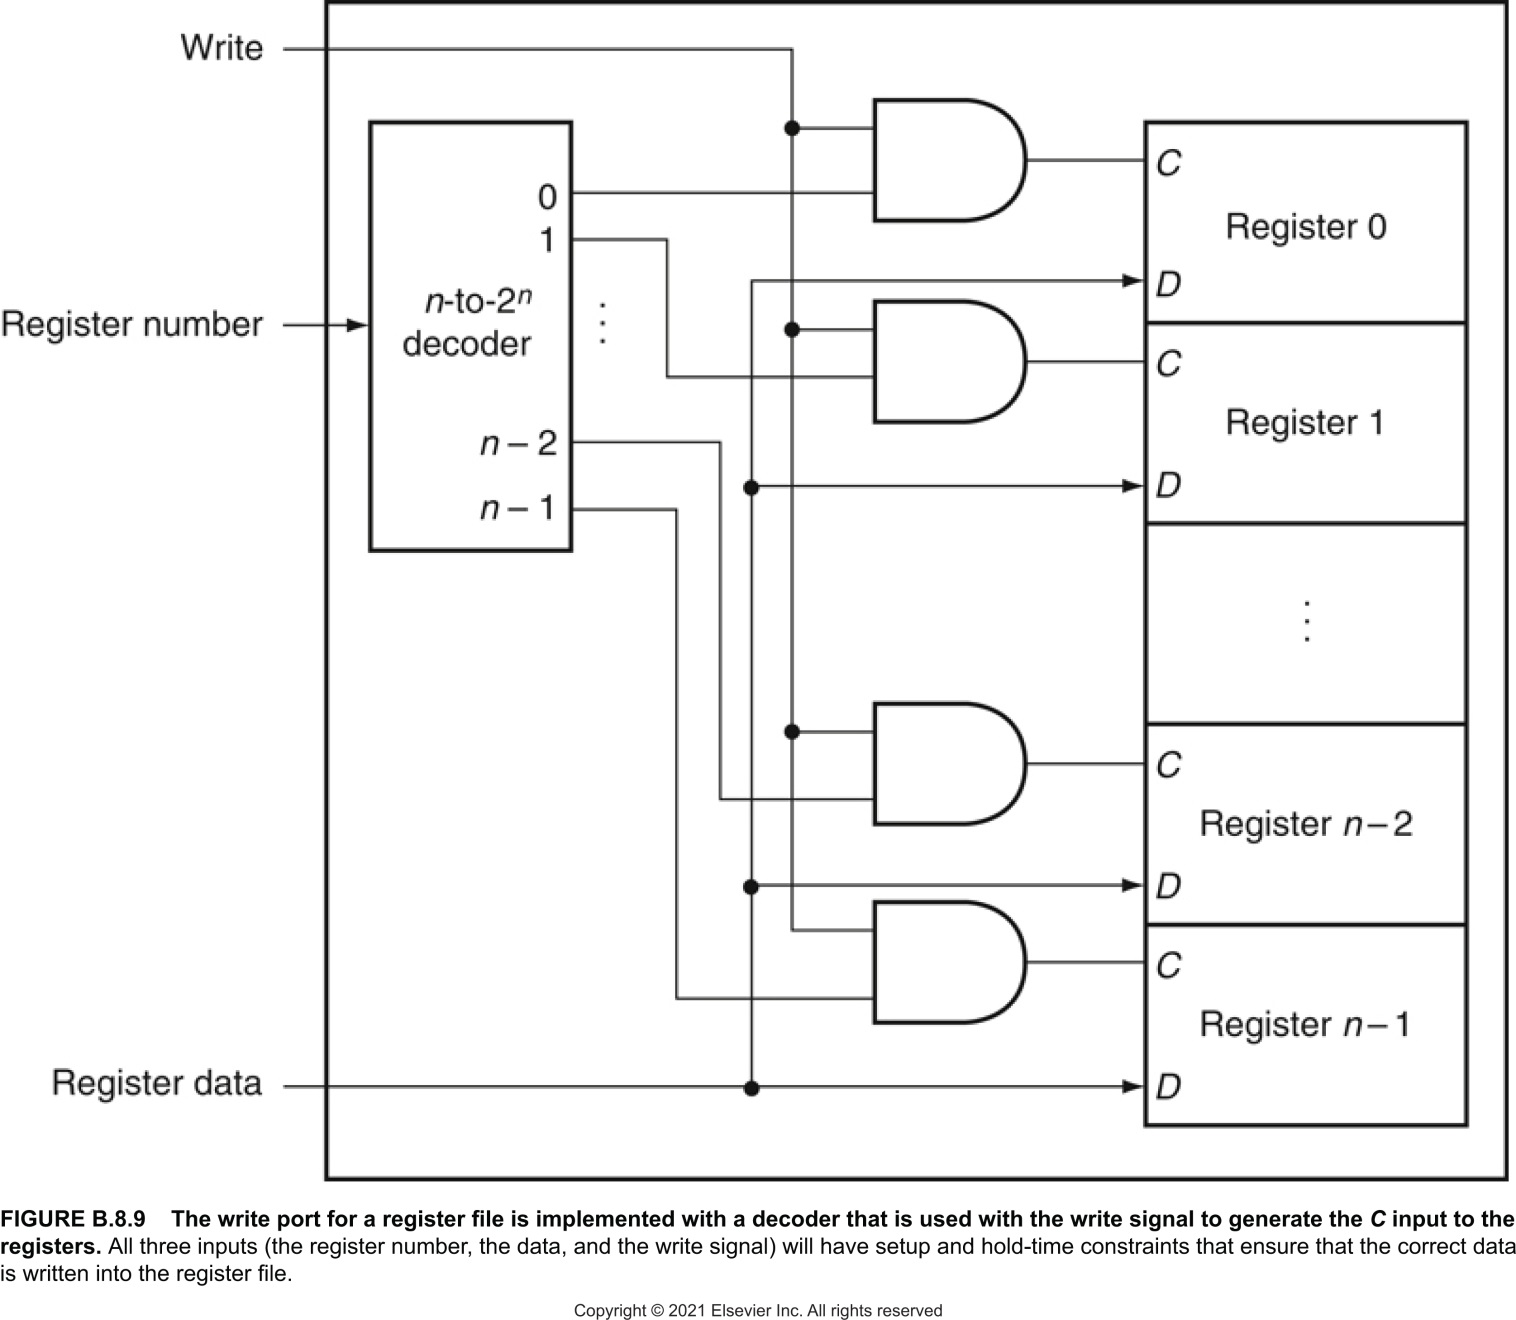 Write
C
0
Register 0
1
D
n-to-2ⁿ
decoder
⋮
Register number
C
Register 1
n – 2
D
n – 1
⋮
C
Register n – 2
D
C
Register n – 1
Register data
D
FIGURE B.8.9 The write port for a register file is implemented with a decoder that is used with the write signal to generate the C input to the
registers. All three inputs (the register number, the data, and the write signal) will have setup and hold-time constraints that ensure that the correct data
is written into the register file.
Copyright © 2021 Elsevier Inc. All rights reserved